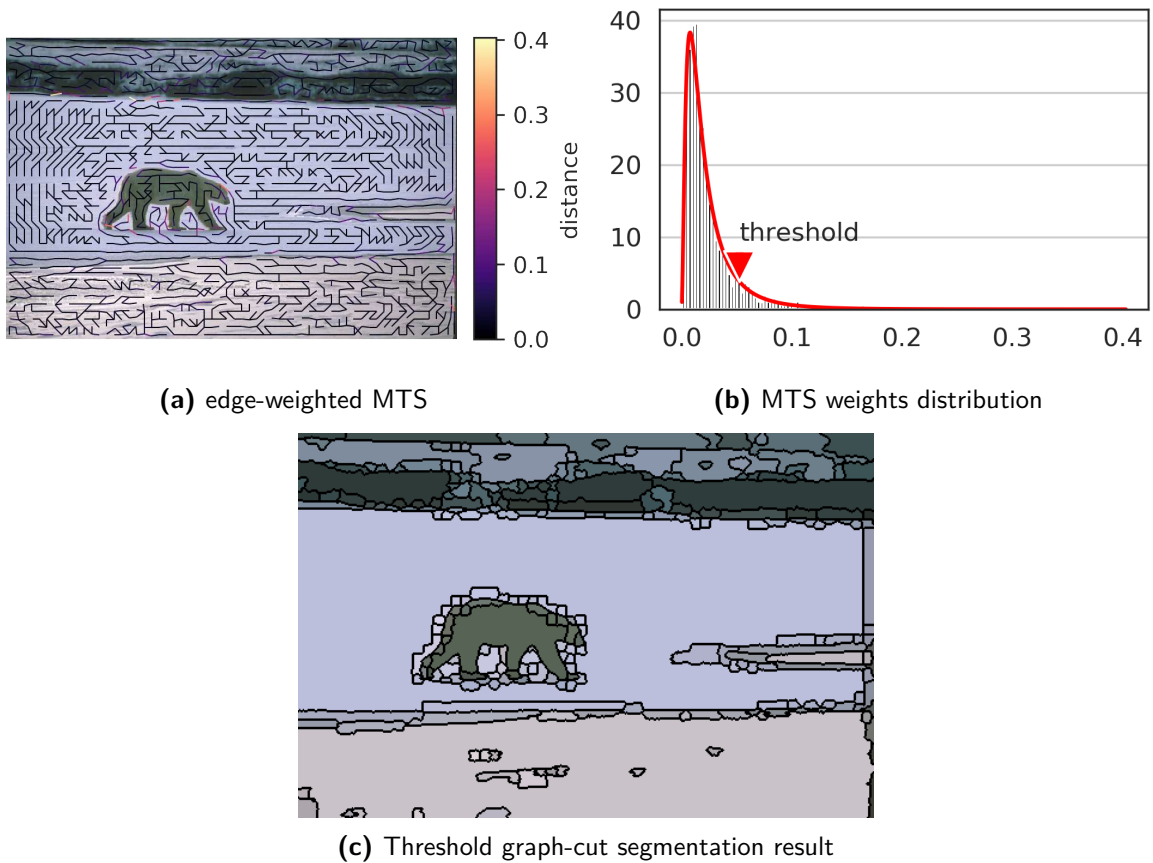 0.4
0.3
0.2
0.1
0.0
distance
(a) edge-weighted MTS
40
30
20
10
0
threshold
0.0 0.1 0.2 0.3 0.4
(b) MTS weights distribution
(c) Threshold graph-cut segmentation result